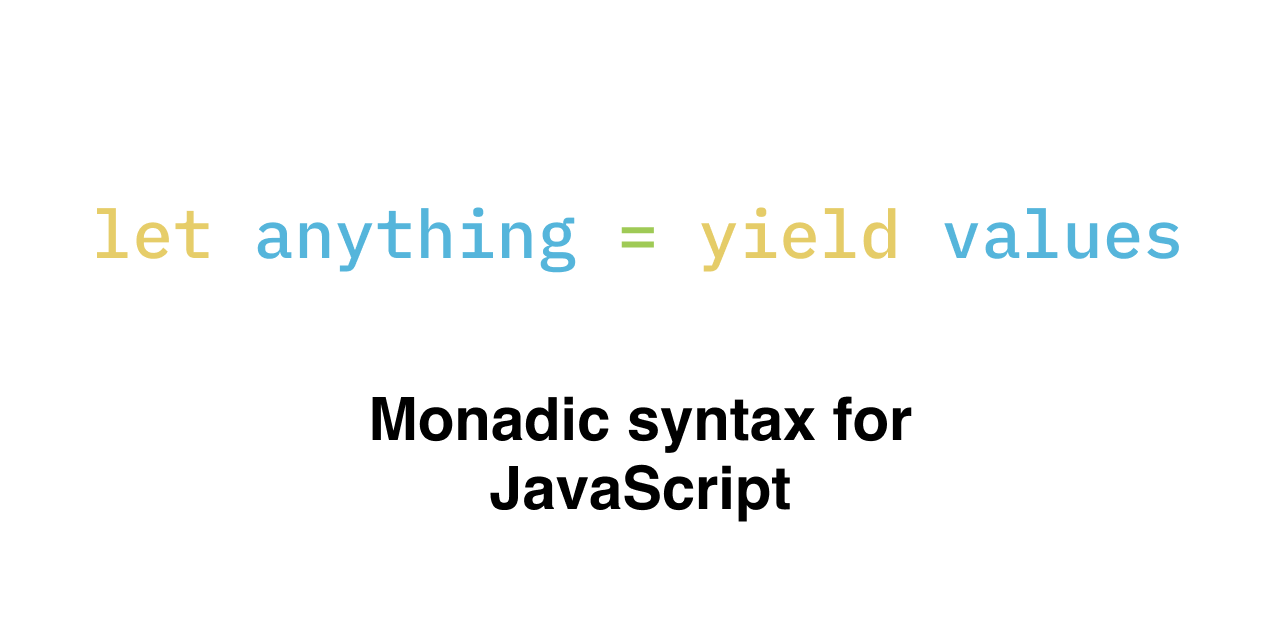 let anything = yield values
Monadic syntax for
JavaScript